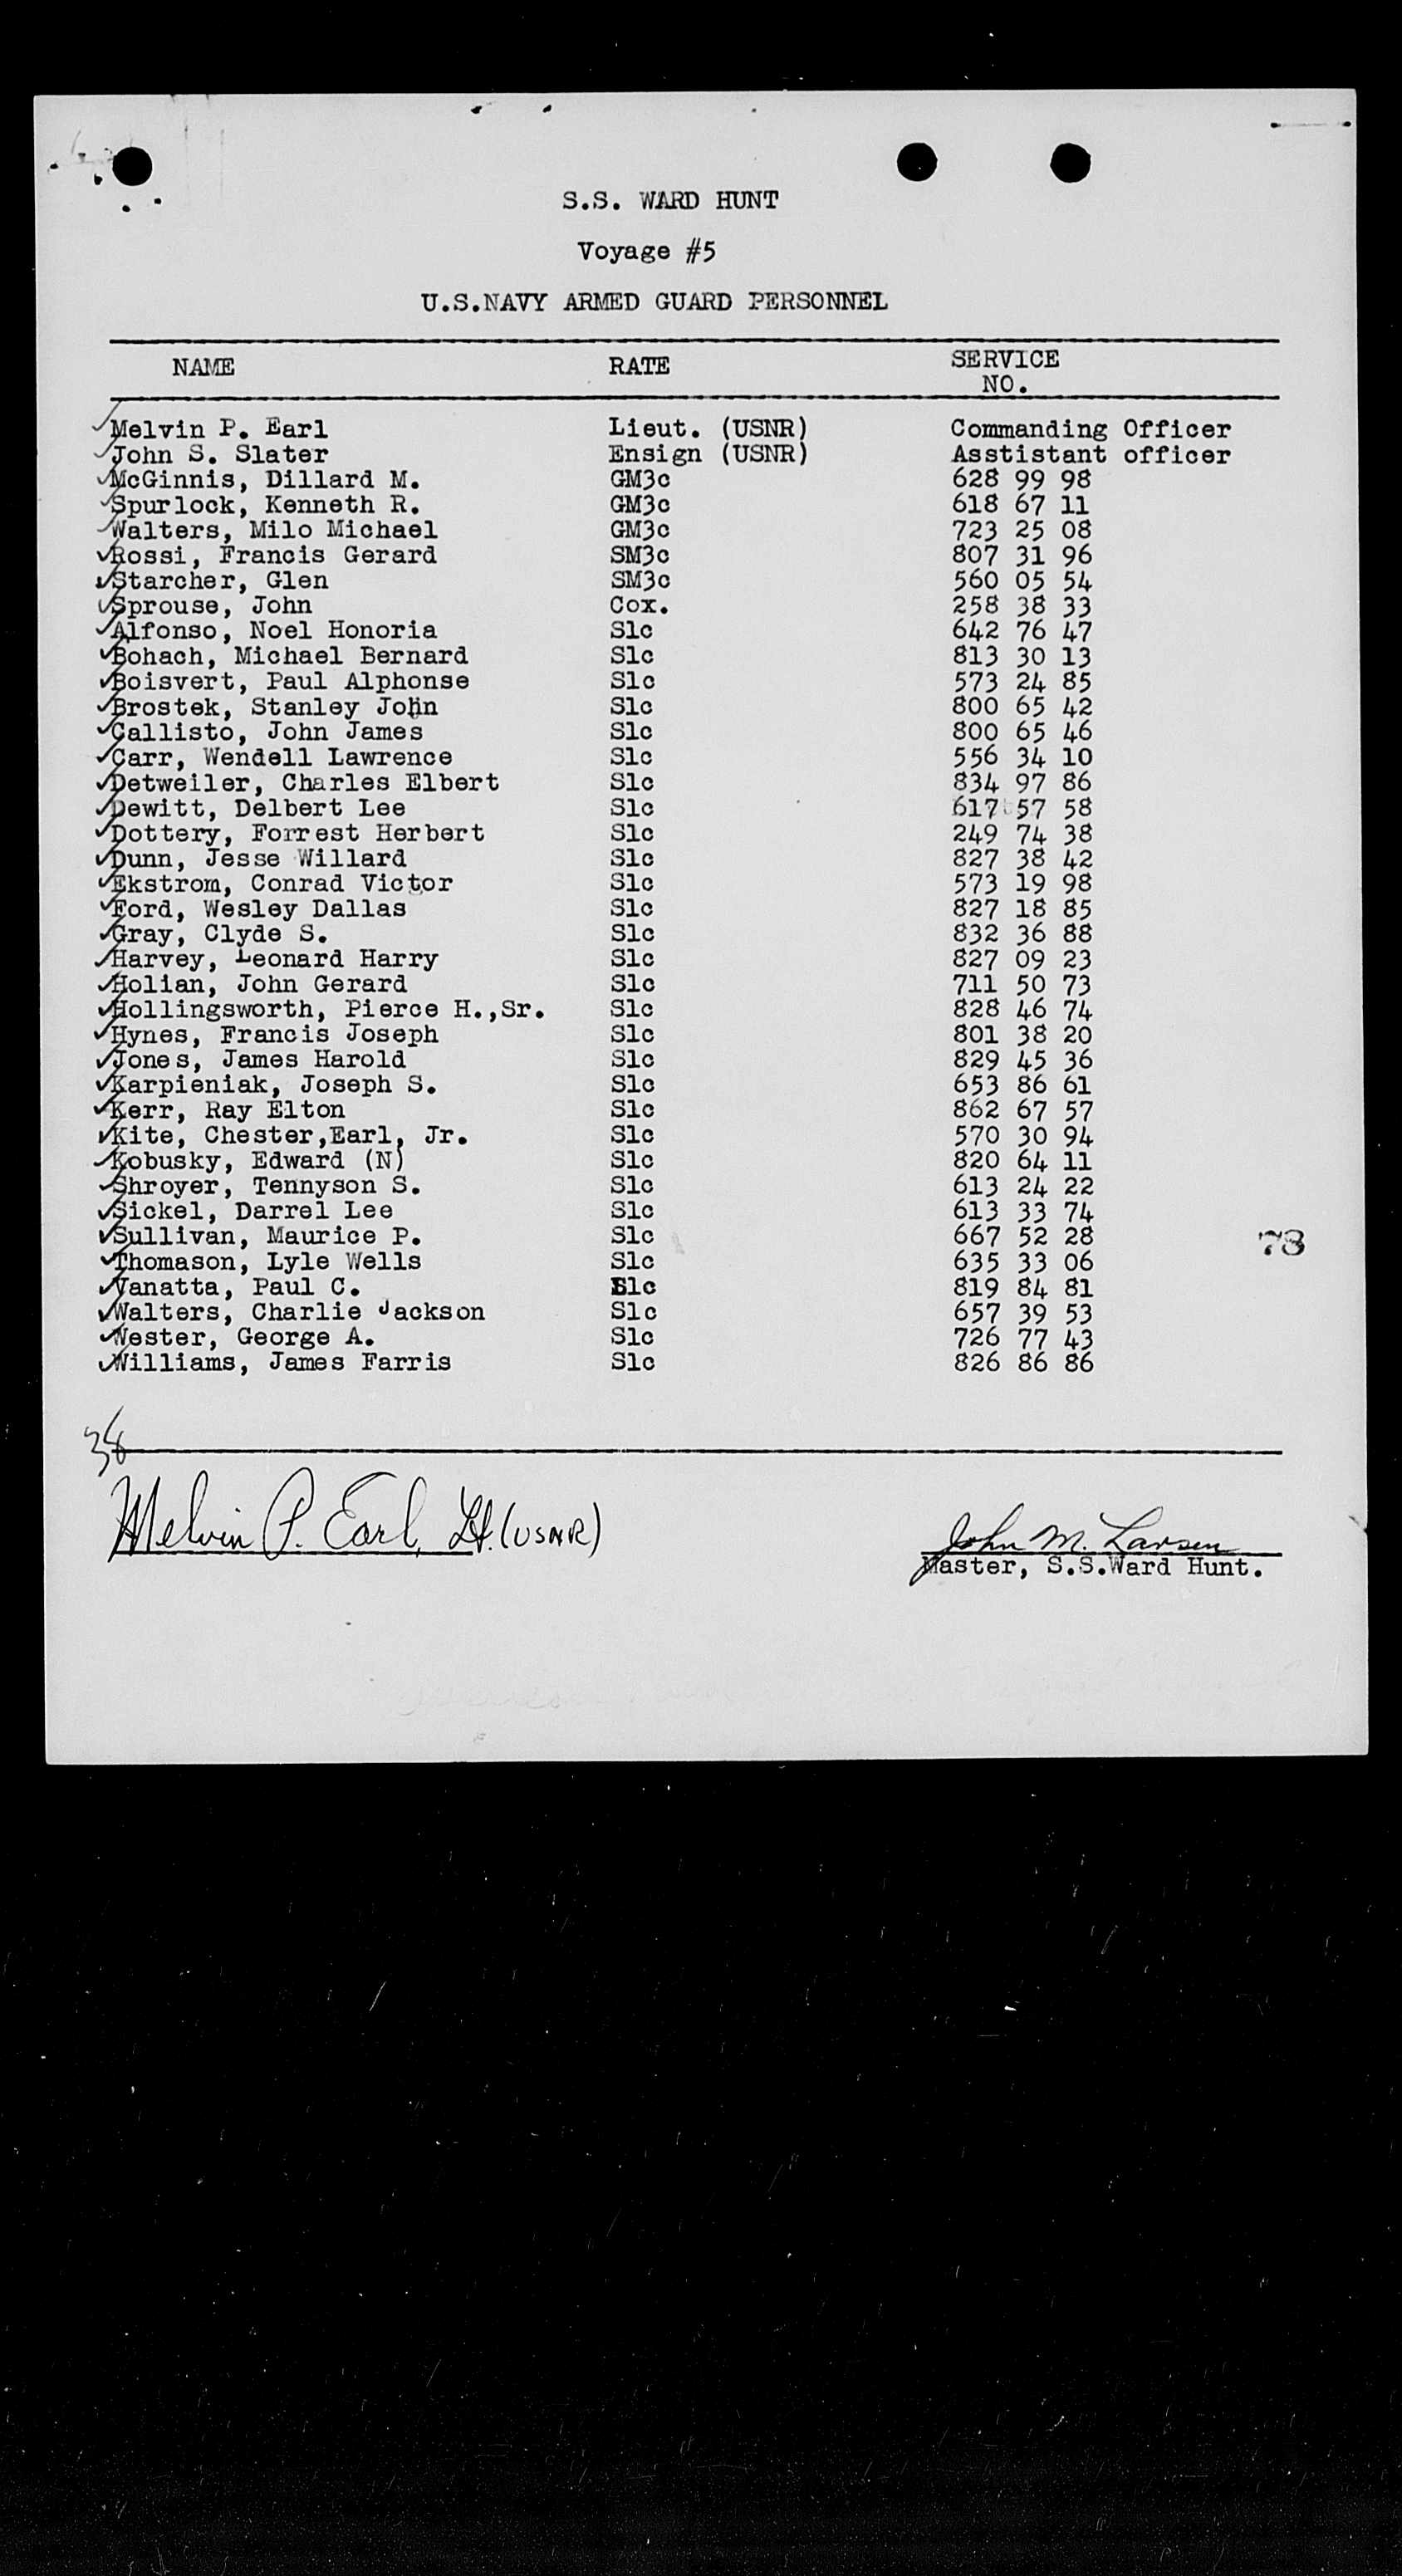 S.S. WARD HUNT
Voyage #5
U.S.NAVY ARMED GUARD PERSONNEL
NAME RATE SERVICE NO.
Melvin P. Earl Lieut. (USNR) Commanding Officer
John S. Slater Ensign (USNR) Asstistant officer
McGinnis, Dillard M. GM3c 628 99 98
Spurlock, Kenneth R. GM3c 618 67 11
Walters, Milo Michael GM3c 723 25 08
Rossi, Francis Gerard SM3c 807 31 96
Starcher, Glen SM3c 560 05 54
Sprouse, John Cox. 258 38 33
Alfonso, Noel Honoria S1c 642 76 47
Bohach, Michael Bernard S1c 813 30 13
Boisvert, Paul Alphonse S1c 573 24 85
Brostek, Stanley John S1c 800 65 42
Callisto, John James S1c 800 65 46
Carr, Wendell Lawrence S1c 556 34 10
Detweiler, Charles Elbert S1c 834 97 86
Dewitt, Delbert Lee S1c 617 57 58
Dottery, Forrest Herbert S1c 249 74 38
Dunn, Jesse Willard S1c 827 38 42
Ekstrom, Conrad Victor S1c 573 19 98
Ford, Wesley Dallas S1c 827 18 85
Gray, Clyde S. S1c 832 36 88
Harvey, Leonard Harry S1c 827 09 23
Holian, John Gerard S1c 711 50 73
Hollingsworth, Pierce H.,Sr. S1c 828 46 74
Hynes, Francis Joseph S1c 801 38 20
Jones, James Harold S1c 829 45 36
Karpieniak, Joseph S. S1c 653 86 61
Kerr, Ray Elton S1c 862 67 57
Kite, Chester,Earl, Jr. S1c 570 30 94
Kobusky, Edward (N) S1c 820 64 11
Shroyer, Tennyson S. S1c 613 24 22
Sickel, Darrel Lee S1c 613 33 74
Sullivan, Maurice P. S1c 667 52 28
78
Thomason, Lyle Wells S1c 635 33 06
Vanatta, Paul C. S1c 819 84 81
Walters, Charlie Jackson S1c 657 39 53
Wester, George A. S1c 726 77 43
Williams, James Farris S1c 826 86 86
38
Melvin P. Earl, Lt. (USNR)
John M. Larsen
Master, S.S.Ward Hunt.